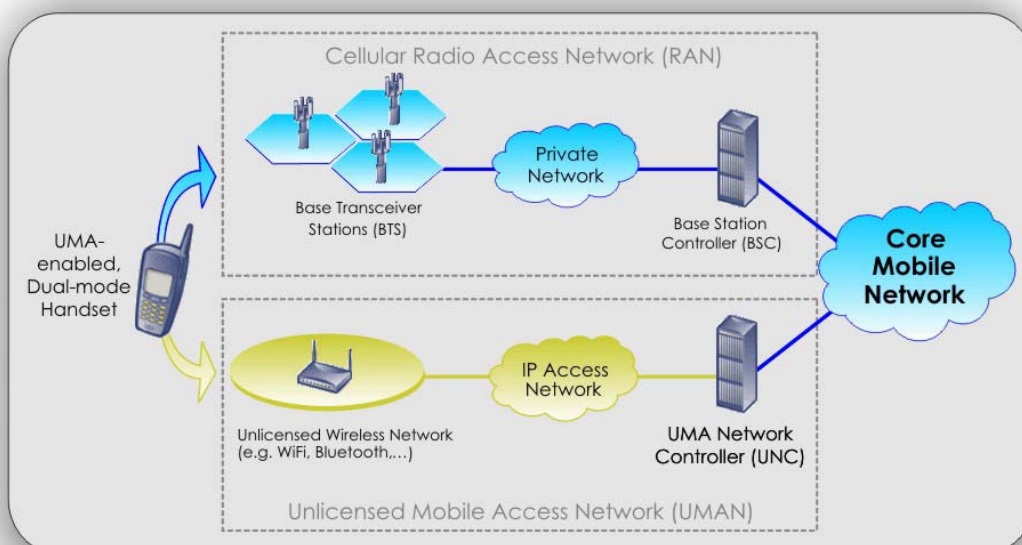 Cellular Radio Access Network (RAN)
Private
Network
Base Transceiver
Stations (BTS)
Base Station
Controller (BSC)
UMA-
enabled,
Dual-mode
Handset
Core
Mobile
Network
IP Access
Network
Unlicensed Wireless Network
(e.g. WiFi, Bluetooth,...)
UMA Network
Controller (UNC)
Unlicensed Mobile Access Network (UMAN)